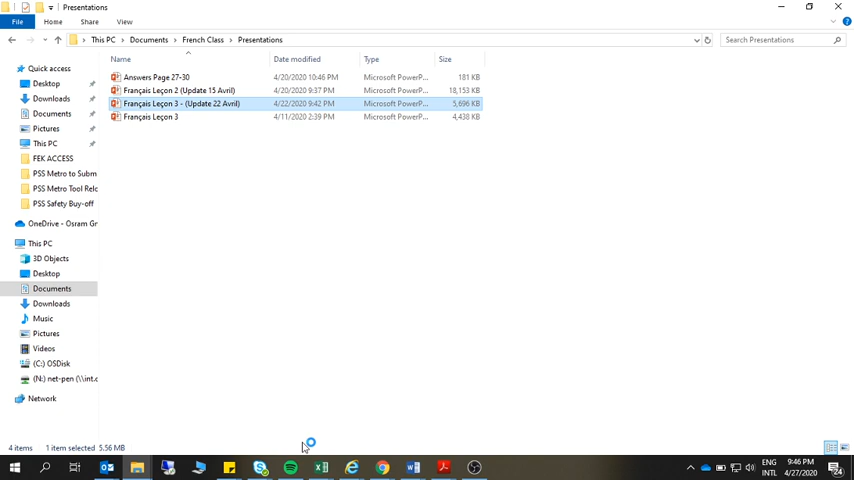 Presentations
File Home Share View
This PC Documents French Class Presentations Search Presentations
Name Date modified Type Size
Answers Page 27-30 4/20/2020 10:46 PM Microsoft PowerP... 181 KB
Français Leçon 2 (Update 15 Avril) 4/20/2020 9:37 PM Microsoft PowerP... 18,153 KB
Français Leçon 3 - (Update 22 Avril) 4/22/2020 9:42 PM Microsoft PowerP... 5,696 KB
Français Leçon 3 4/11/2020 2:39 PM Microsoft PowerP... 4,438 KB
Quick access
Desktop
Downloads
Documents
Pictures
This PC
FEK ACCESS
PSS Metro to Subm
PSS Metro Tool Relc
PSS Safety Buy-off
OneDrive - Osram Gr
This PC
3D Objects
Desktop
Documents
Downloads
Music
Pictures
Videos
(C:) OSDisk
(N:) net-pen (\\int.c
Network
4 items 1 item selected 5.56 MB
ENG 9:46 PM
INTL 4/27/2020 24